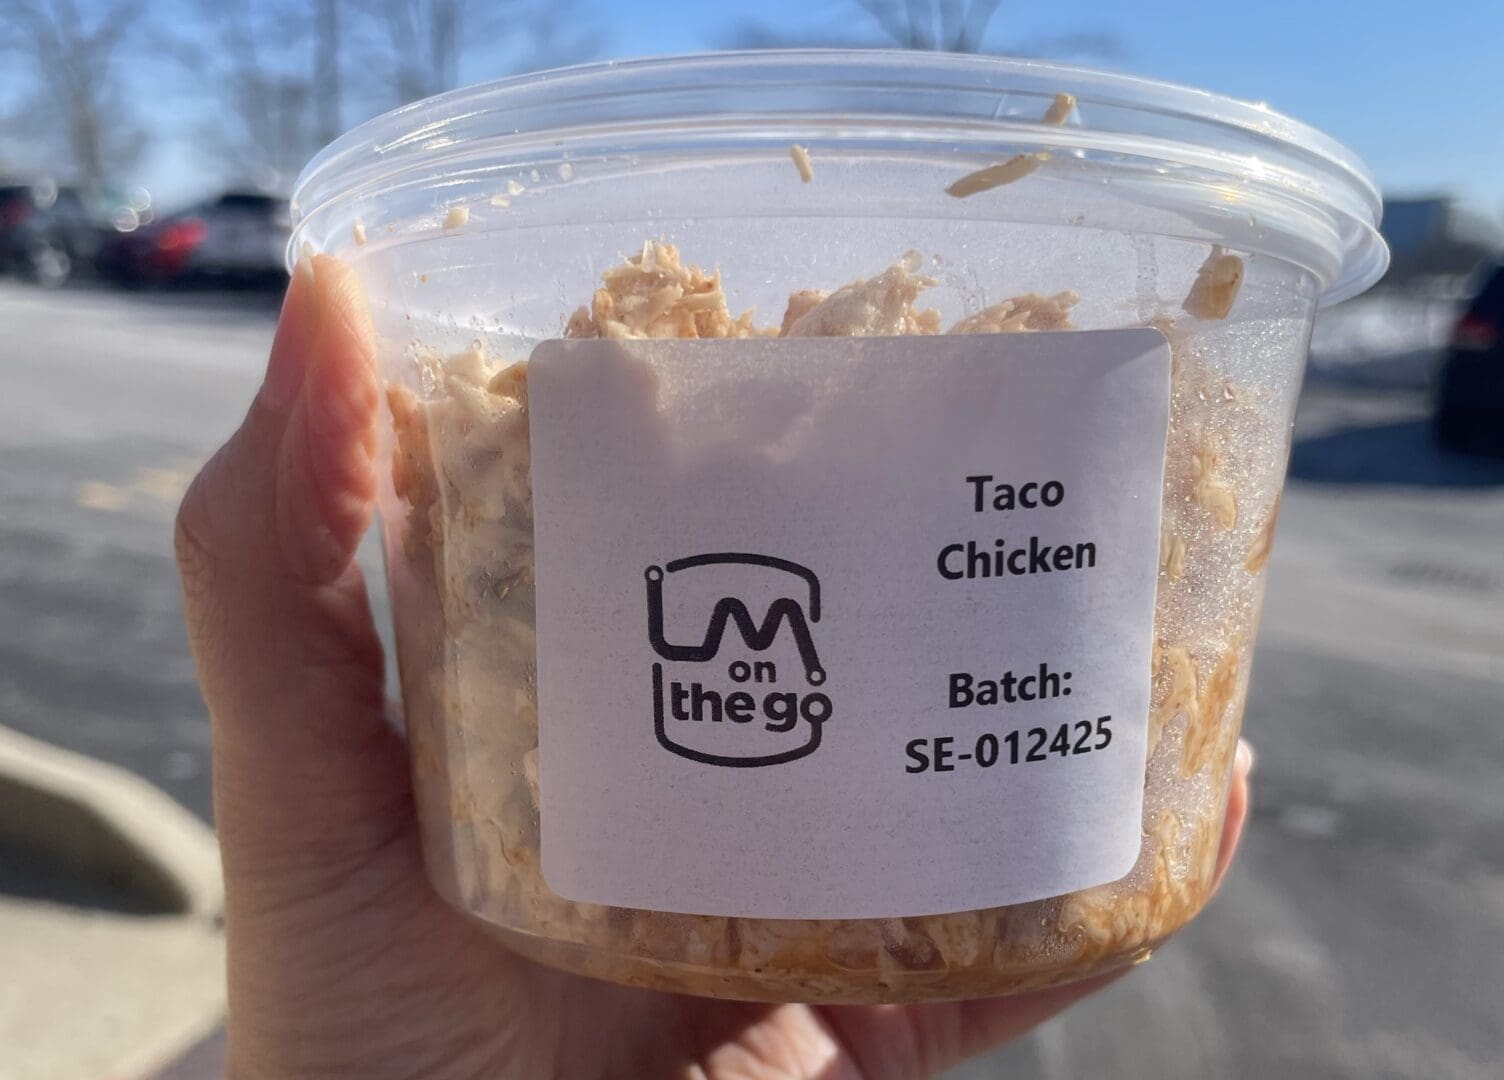 Taco
Chicken
LM
on
the go
Batch:
SE-012425